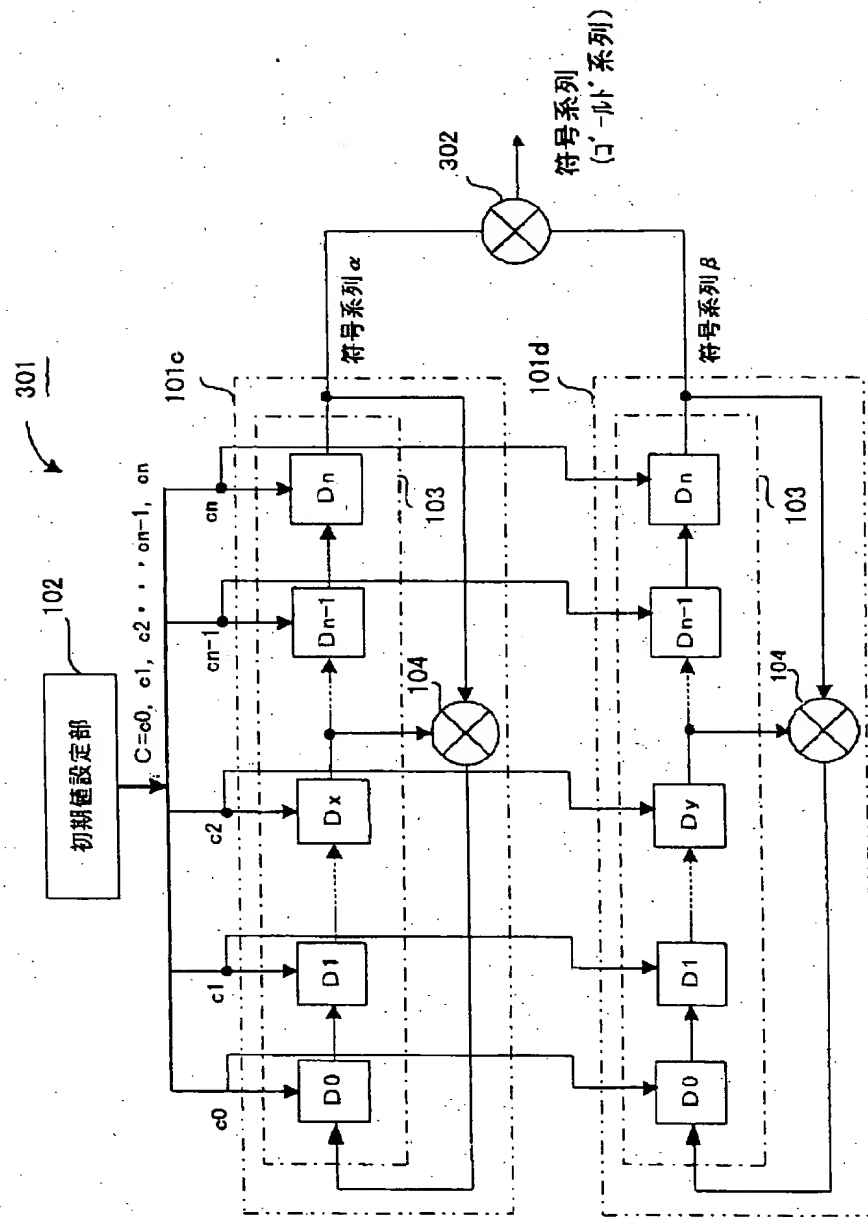 301
102
初期値設定部
C=c0, c1, c2・・・cn-1, cn
c0
c1
c2
cn-1
cn
101c
D0
D1
Dx
Dn-1
Dn
103
104
符号系列α
302
符号系列
(ゴールド系列)
101d
D0
D1
Dy
Dn-1
Dn
103
104
符号系列β